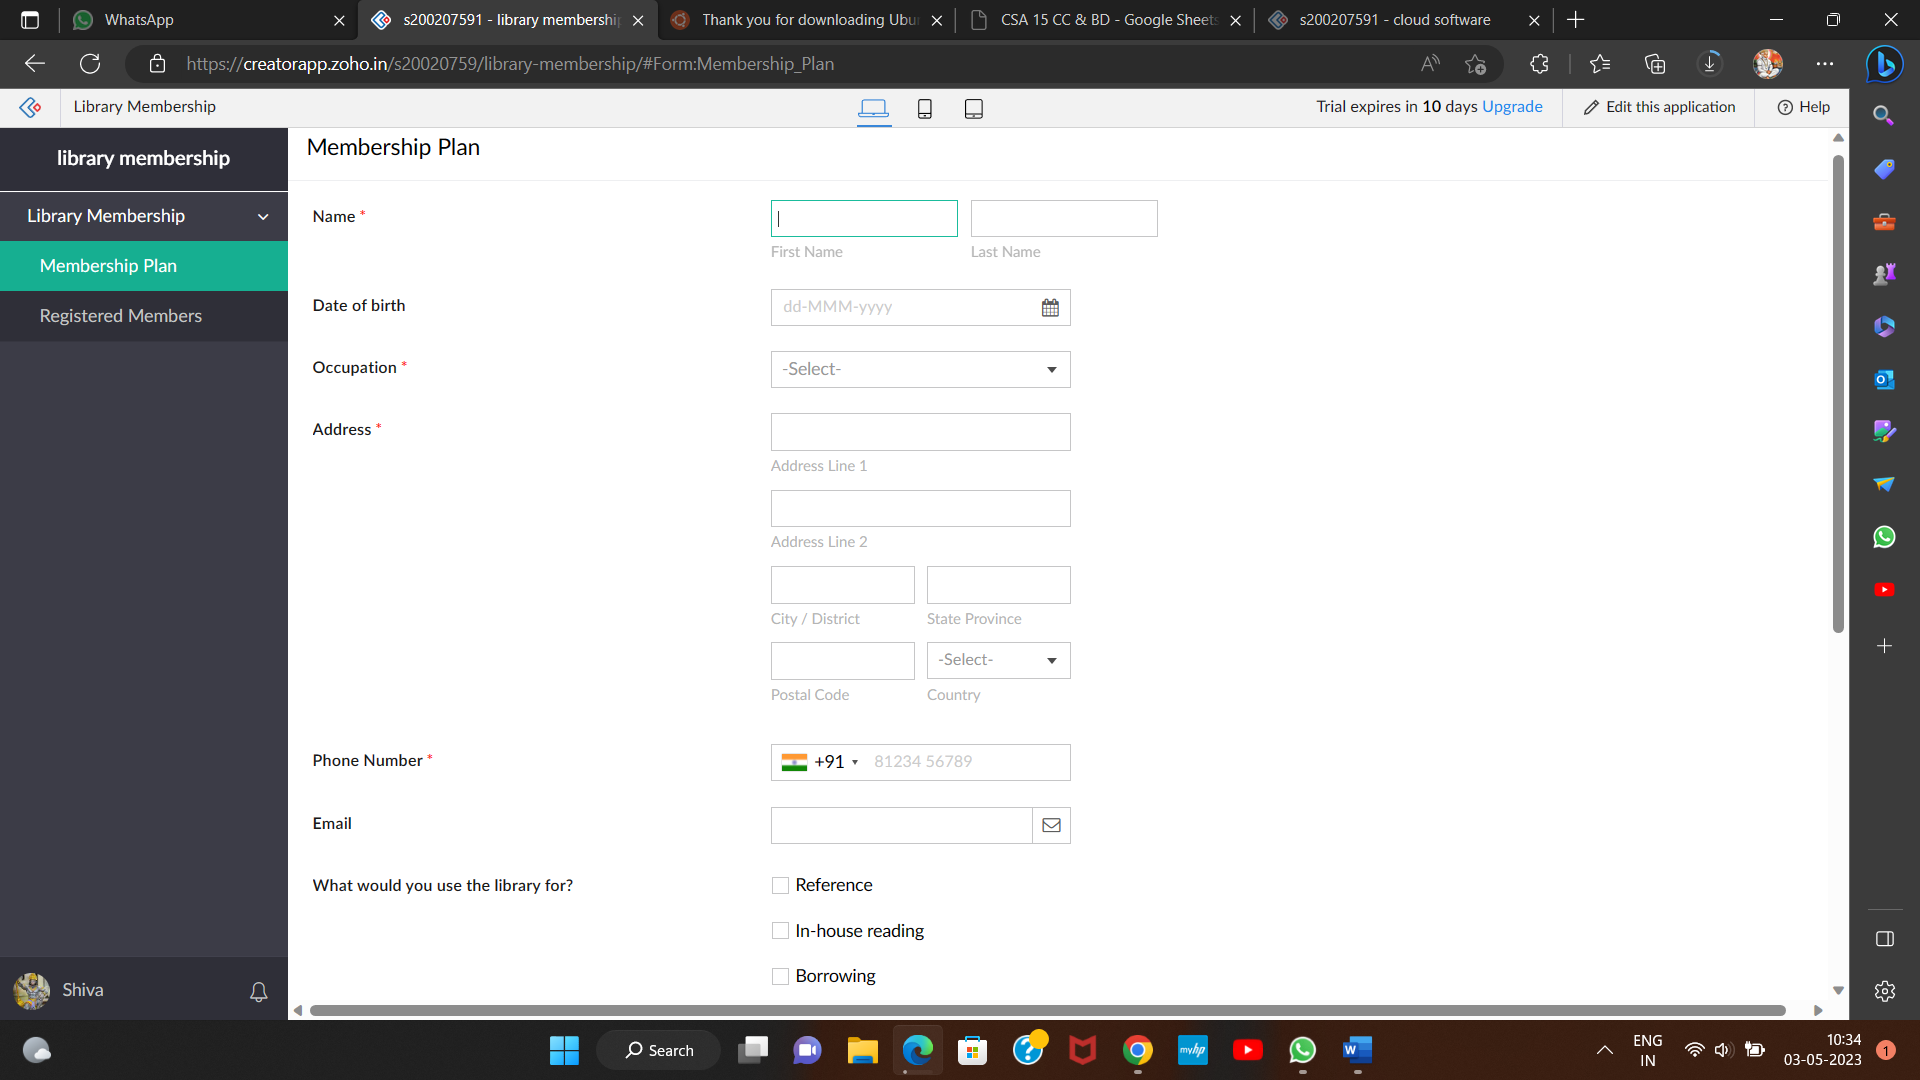 WhatsApp
s200207591 - library membership
Thank you for downloading Ubu
CSA 15 CC & BD - Google Sheets
s200207591 - cloud software
https://creatorapp.zoho.in/s20020759/library-membership/#Form:Membership_Plan
Library Membership
Trial expires in 10 days Upgrade
Edit this application
Help
library membership
Library Membership
Membership Plan
Registered Members
Shiva
Membership Plan
Name *
First Name
Last Name
Date of birth
dd-MMM-yyyy
Occupation *
-Select-
Address *
Address Line 1
Address Line 2
City / District
State Province
-Select-
Postal Code
Country
Phone Number *
+91 81234 56789
Email
What would you use the library for?
Reference
In-house reading
Borrowing
Search
myhp
ENG
IN
10:34
03-05-2023
1